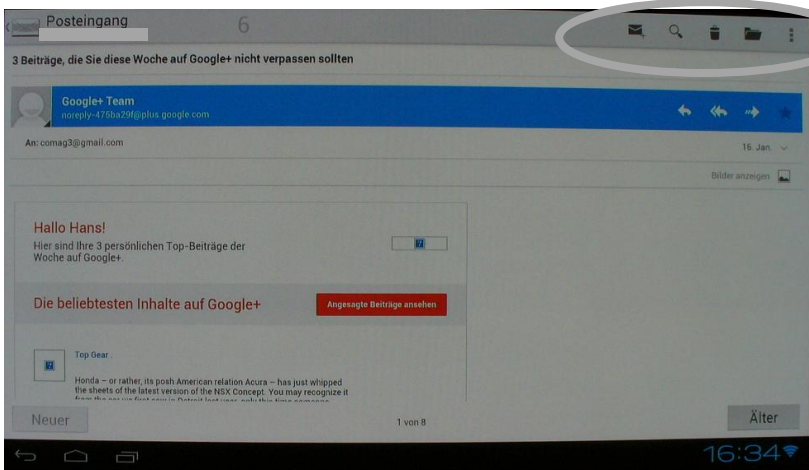 Posteingang
6
3 Beiträge, die Sie diese Woche auf Google+ nicht verpassen sollten
Google+ Team
noreply-475ba29f@plus.google.com
An: comag3@gmail.com
16. Jan.
Bilder anzeigen
Hallo Hans!
Hier sind Ihre 3 persönlichen Top-Beiträge der
Woche auf Google+.
Die beliebtesten Inhalte auf Google+
Angesagte Beiträge ansehen
Top Gear .
Honda – or rather, its posh American relation Acura – has just whipped
the sheets of the latest version of the NSX Concept. You may recognize it
Neuer
1 von 8
Älter
16:34